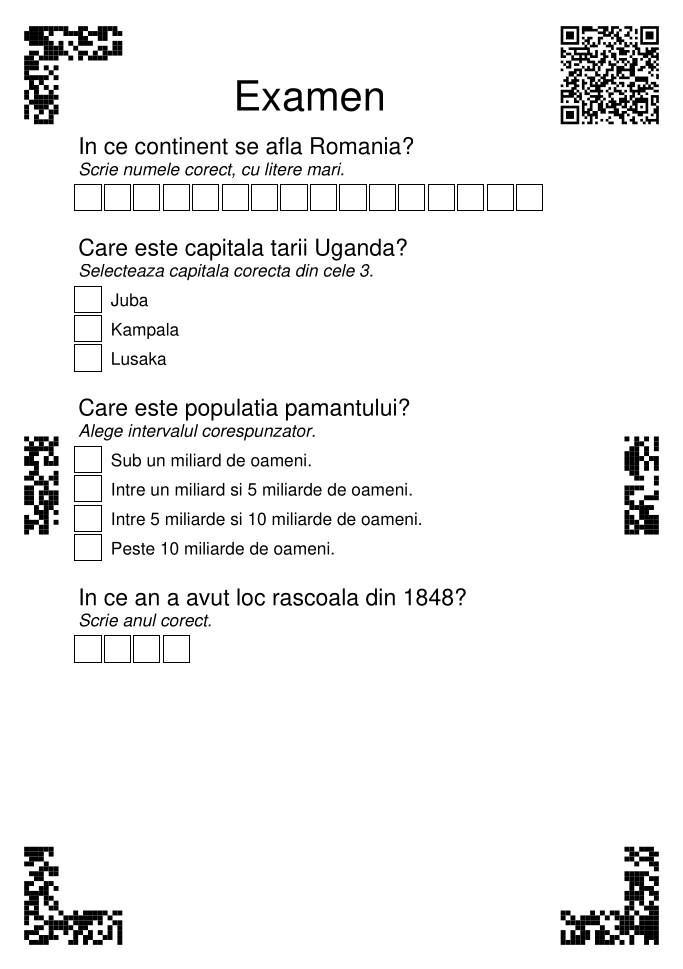 Examen
In ce continent se afla Romania?
Scrie numele corect, cu litere mari.
Care este capitala tarii Uganda?
Selecteaza capitala corecta din cele 3.
Juba
Kampala
Lusaka
Care este populatia pamantului?
Alege intervalul corespunzator.
Sub un miliard de oameni.
Intre un miliard si 5 miliarde de oameni.
Intre 5 miliarde si 10 miliarde de oameni.
Peste 10 miliarde de oameni.
In ce an a avut loc rascoala din 1848?
Scrie anul corect.